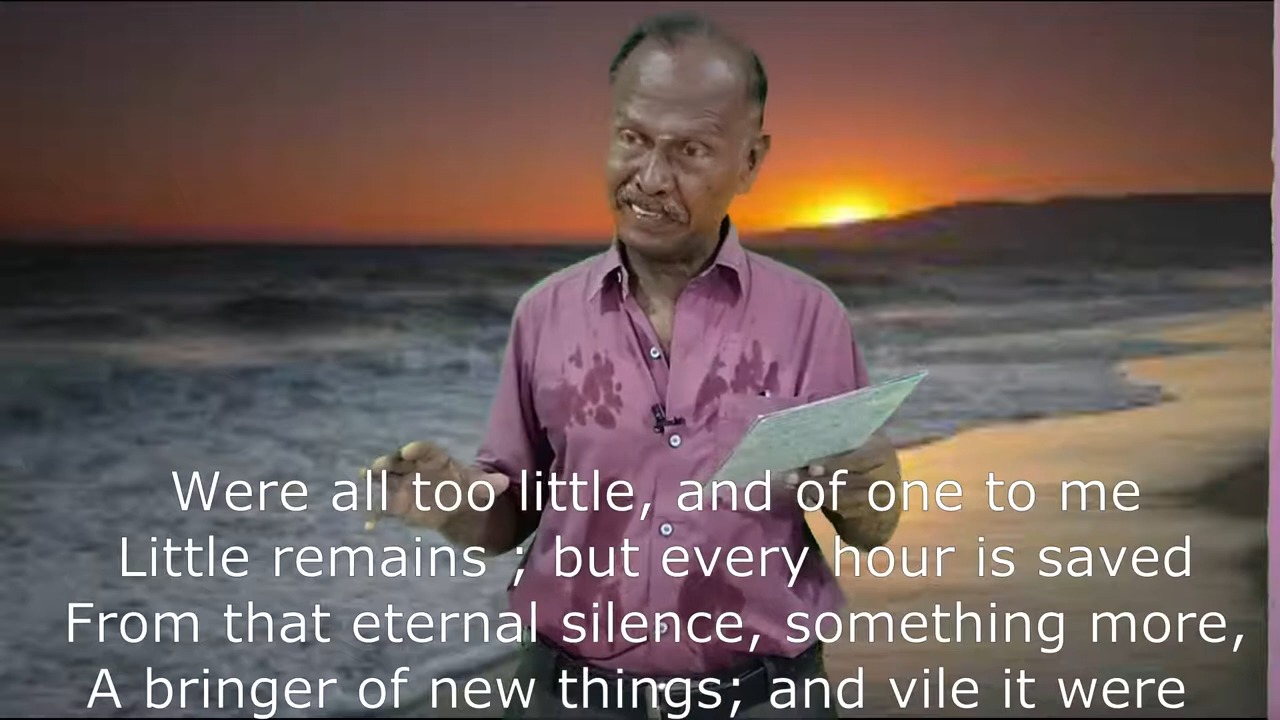 Were all too little, and of one to me
Little remains ; but every hour is saved
From that eternal silence, something more,
A bringer of new things; and vile it were